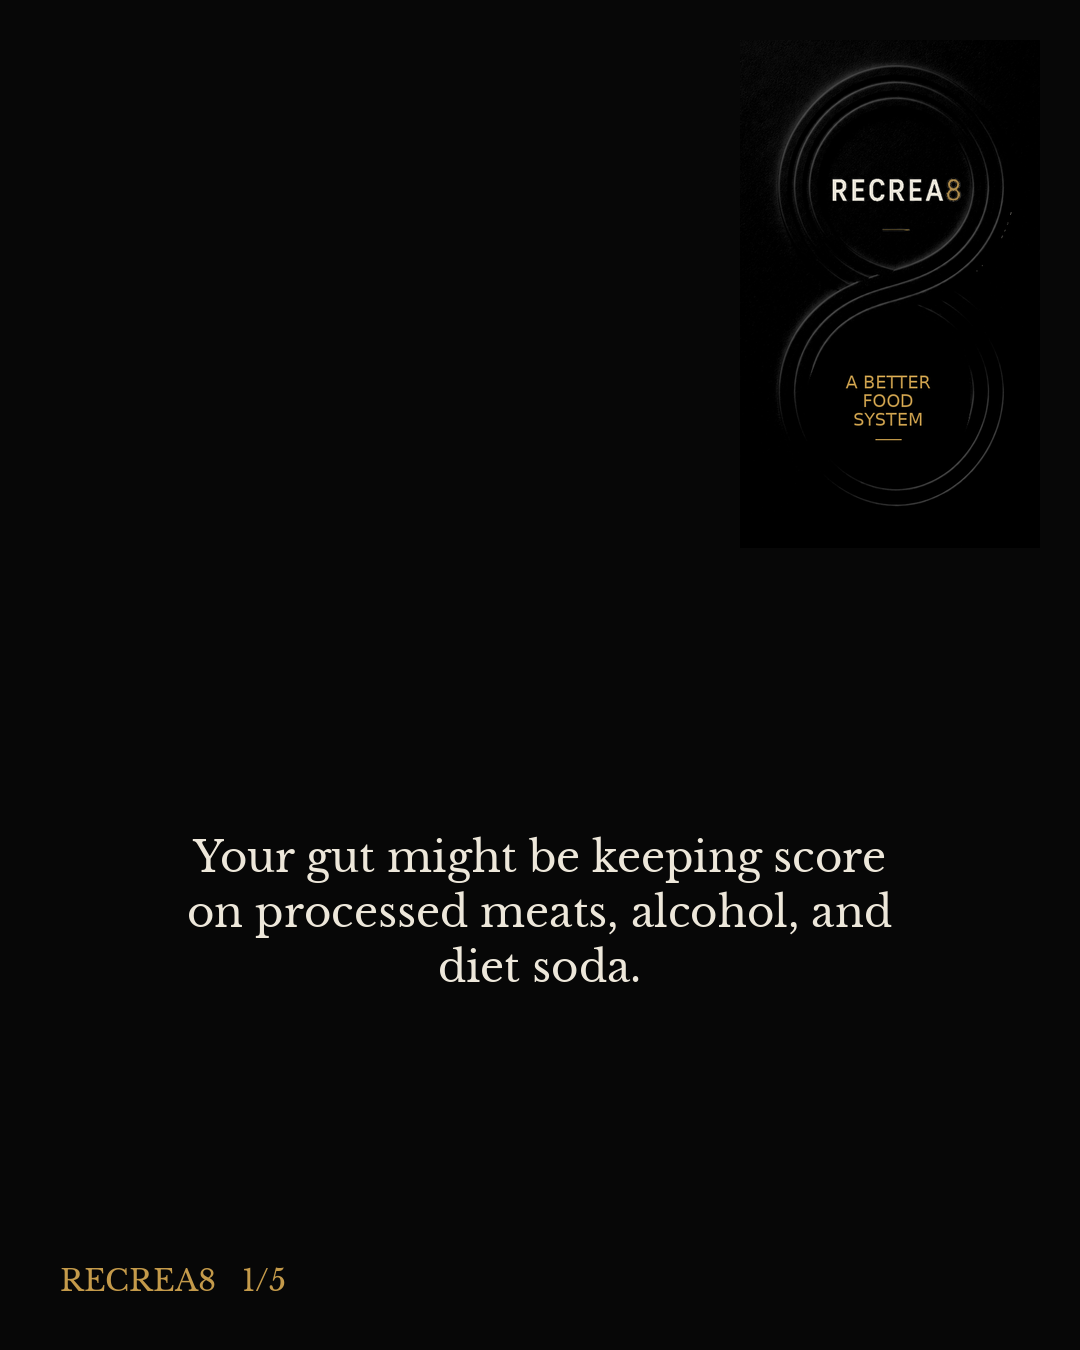 RECREA8
A BETTER
FOOD
SYSTEM
Your gut might be keeping score
on processed meats, alcohol, and
diet soda.
RECREA8 1/5